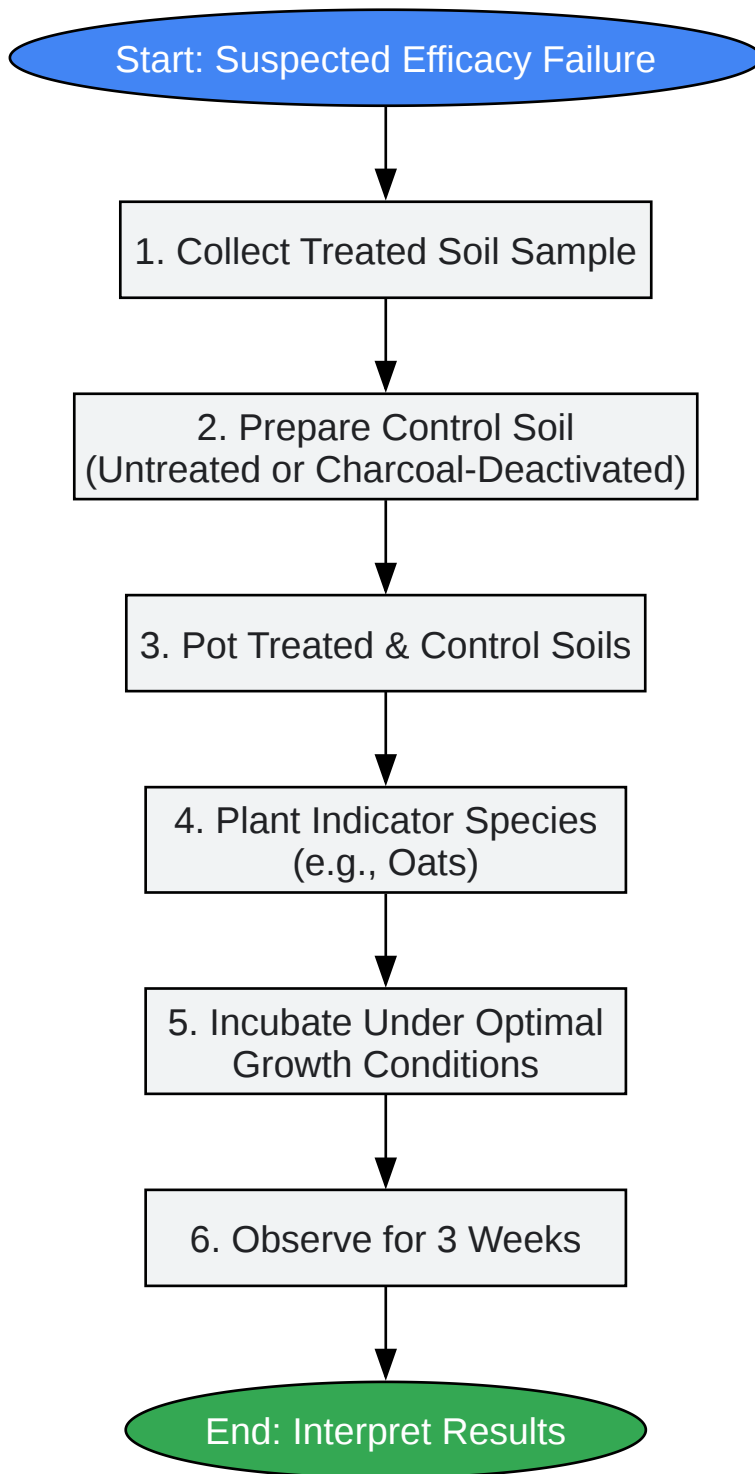 Start: Suspected Efficacy Failure
1. Collect Treated Soil Sample
2. Prepare Control Soil
(Untreated or Charcoal-Deactivated)
3. Pot Treated & Control Soils
4. Plant Indicator Species
(e.g., Oats)
5. Incubate Under Optimal
Growth Conditions
6. Observe for 3 Weeks
End: Interpret Results